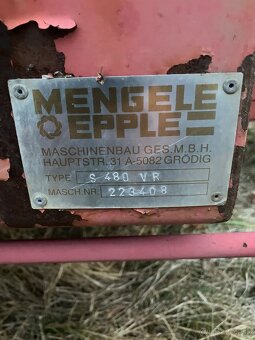 MENGELE
EPPLE
MASCHINENBAU GES.M.B.H.
HAUPTSTR. 31 A-5082 GRÖDIG
TYPE S 480 VR
MASCH.NR. 223408